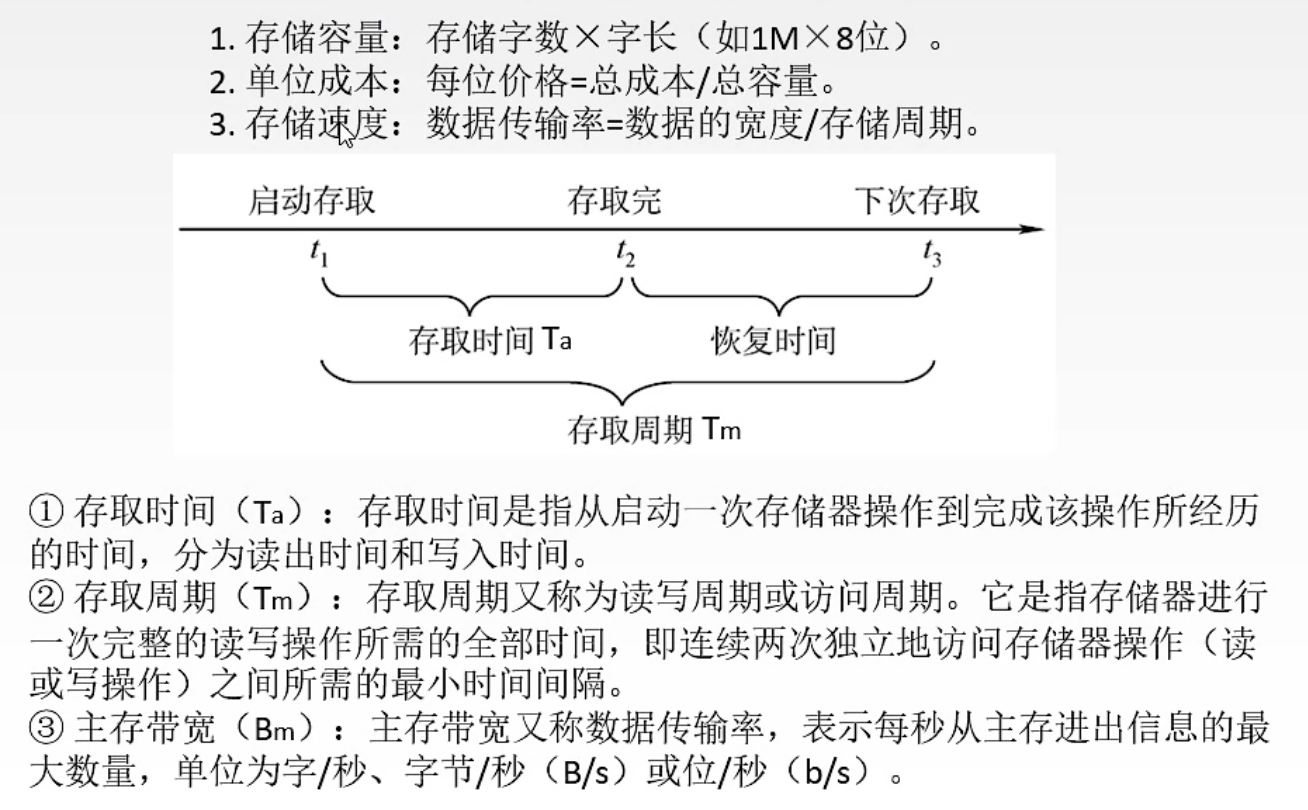 1. 存储容量：存储字数×字长（如1M×8位）。
2. 单位成本：每位价格=总成本/总容量。
3. 存储速度：数据传输率=数据的宽度/存储周期。
启动存取 存取完 下次存取
t1 t2 t3
存取时间 Ta 恢复时间
存取周期 Tm
① 存取时间（Ta）：存取时间是指从启动一次存储器操作到完成该操作所经历
的时间，分为读出时间和写入时间。
② 存取周期（Tm）：存取周期又称为读写周期或访问周期。它是指存储器进行
一次完整的读写操作所需的全部时间，即连续两次独立地访问存储器操作（读
或写操作）之间所需的最小时间间隔。
③ 主存带宽（Bm）：主存带宽又称数据传输率，表示每秒从主存进出信息的最
大数量，单位为字/秒、字节/秒（B/s）或位/秒（b/s）。